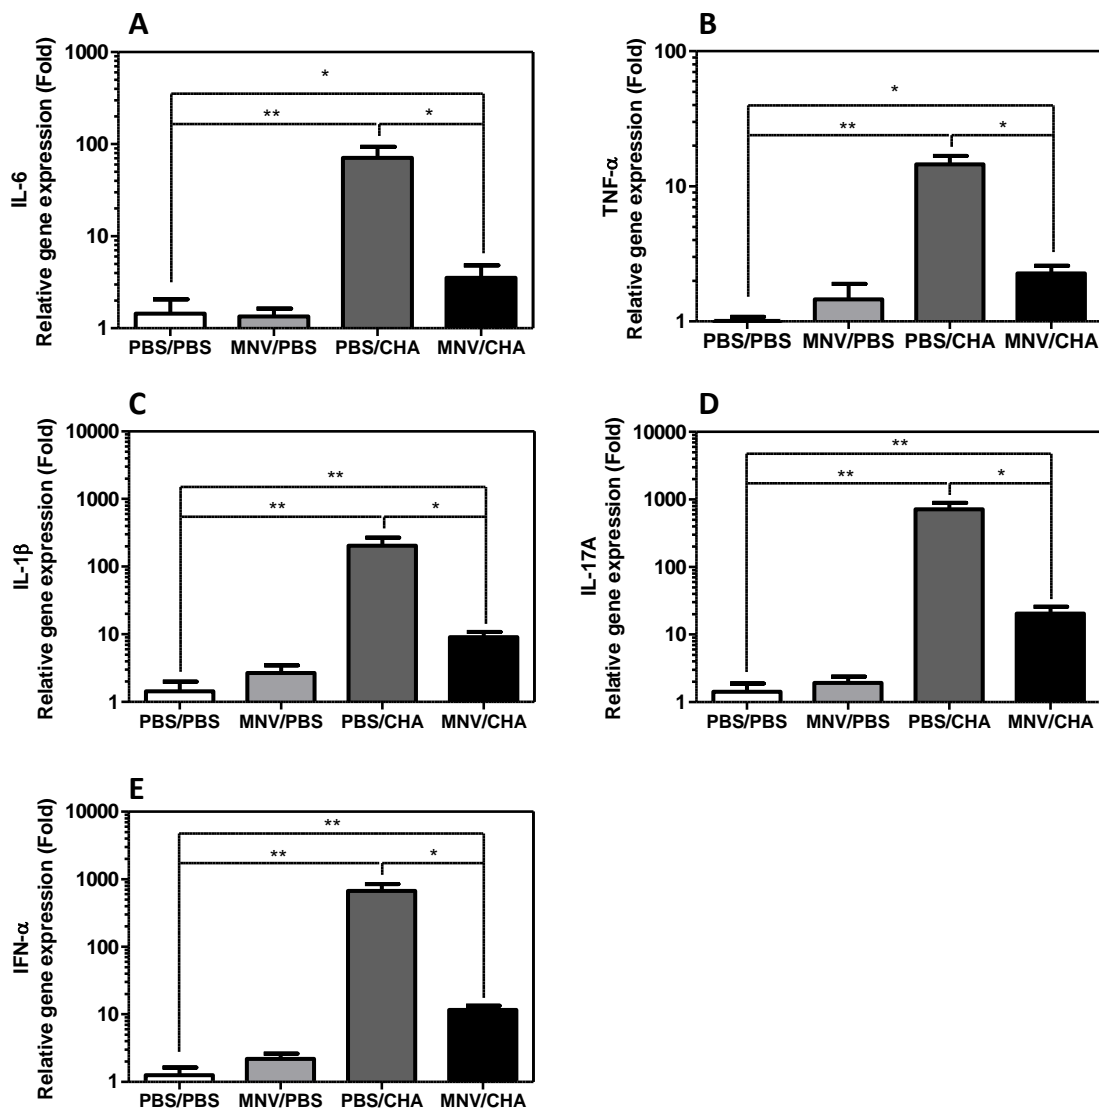 A
IL-6
Relative gene expression (Fold)
1000
100
10
1
*
** *
PBS/PBS MNV/PBS PBS/CHA MNV/CHA
B
TNF-α
Relative gene expression (Fold)
100
10
1
*
** *
PBS/PBS MNV/PBS PBS/CHA MNV/CHA
C
IL-1β
Relative gene expression (Fold)
10000
1000
100
10
1
**
** *
PBS/PBS MNV/PBS PBS/CHA MNV/CHA
D
IL-17A
Relative gene expression (Fold)
10000
1000
100
10
1
**
** *
PBS/PBS MNV/PBS PBS/CHA MNV/CHA
E
IFN-α
Relative gene expression (Fold)
10000
1000
100
10
1
**
** *
PBS/PBS MNV/PBS PBS/CHA MNV/CHA